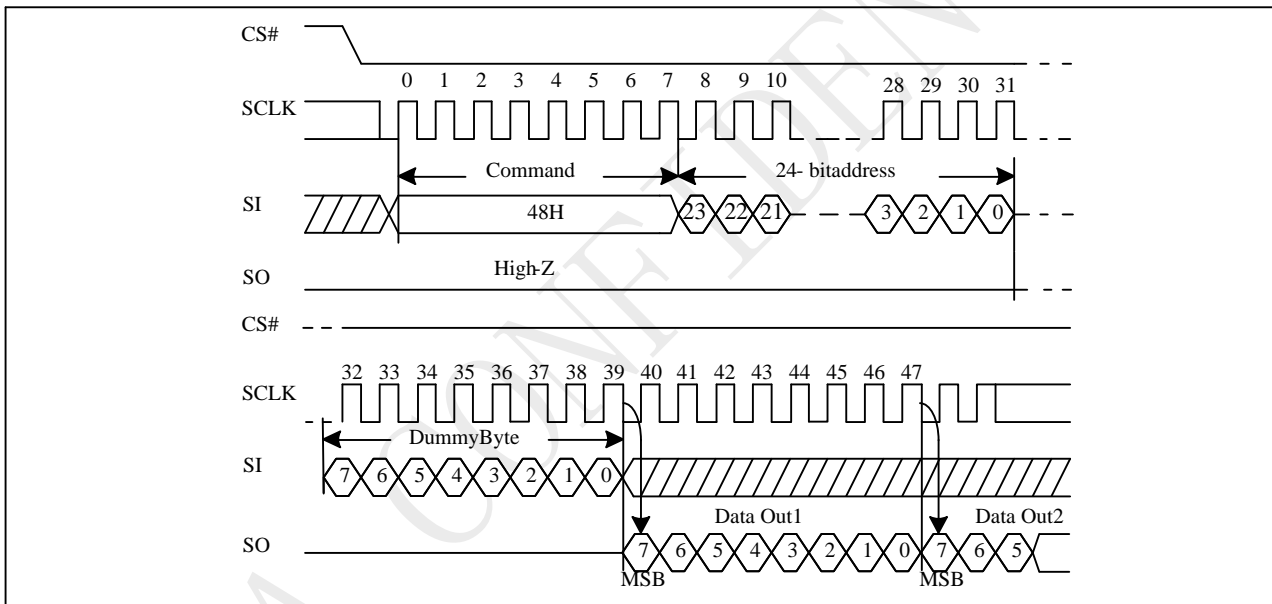 CS#
0 1 2 3 4 5 6 7 8 9 10 28 29 30 31
SCLK
Command 24- bitaddress
SI
48H 23 22 21 3 2 1 0
High-Z
SO
CS#
32 33 34 35 36 37 38 39 40 41 42 43 44 45 46 47
SCLK
DummyByte
SI
7 6 5 4 3 2 1 0
Data Out1 Data Out2
SO
7 6 5 4 3 2 1 0 7 6 5
MSB MSB